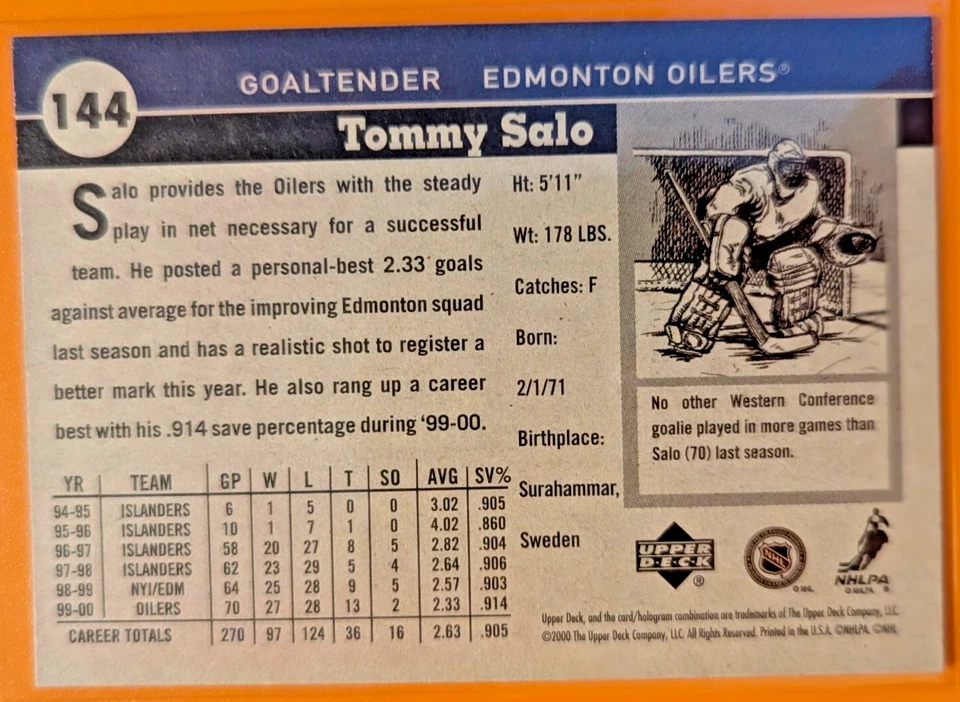 144
GOALTENDER EDMONTON OILERS®
Tommy Salo
Salo provides the Oilers with the steady
play in net necessary for a successful
team. He posted a personal-best 2.33 goals
against average for the improving Edmonton squad
last season and has a realistic shot to register a
better mark this year. He also rang up a career
best with his .914 save percentage during '99-00.
Ht: 5'11"
Wt: 178 LBS.
Catches: F
Born:
2/1/71
Birthplace:
Surahammar,
Sweden
No other Western Conference
goalie played in more games than
Salo (70) last season.
YR TEAM GP W L T SO AVG SV%
94-95 ISLANDERS 6 1 5 0 0 3.02 .905
95-96 ISLANDERS 10 1 7 1 0 4.02 .860
96-97 ISLANDERS 58 20 27 8 5 2.82 .904
97-98 ISLANDERS 62 23 29 5 4 2.64 .906
98-99 NYI/EDM 64 25 28 9 5 2.57 .903
99-00 OILERS 70 27 28 13 2 2.33 .914
CAREER TOTALS 270 97 124 36 16 2.63 .905
UPPER
DECK
®
NHL
©NHL
NHLPA
©NHLPA ®
Upper Deck, and the card/hologram combination are trademarks of The Upper Deck Company, LLC.
©2000 The Upper Deck Company, LLC. All Rights Reserved. Printed in the U.S.A. ©NHLPA. ©NHL